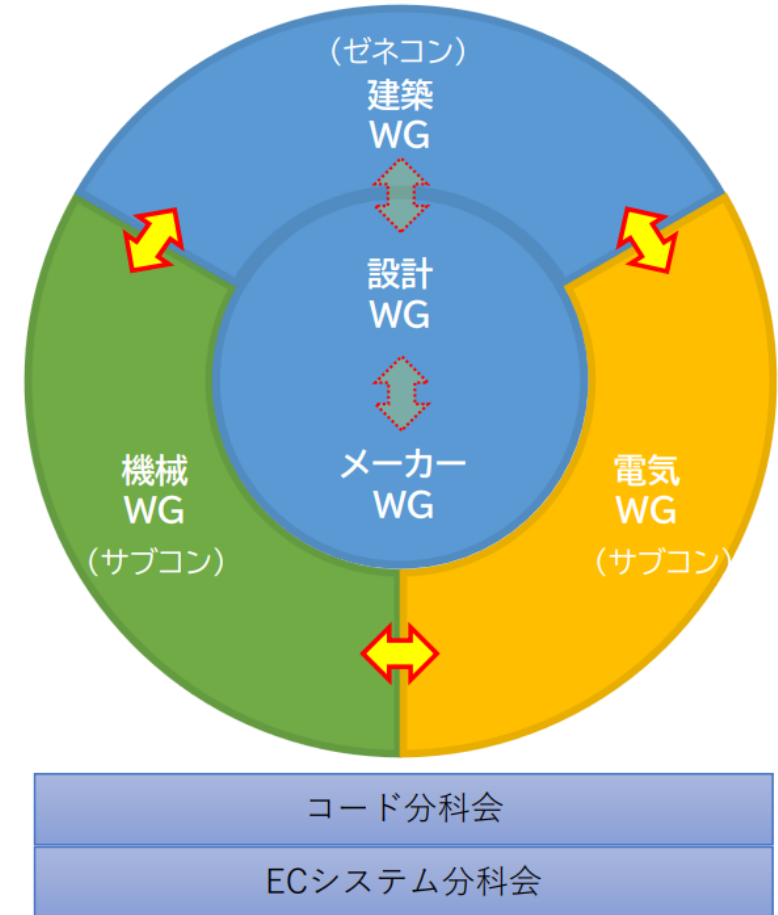 （ゼネコン）
建築
WG
設計
WG
メーカー
WG
機械
WG
（サブコン）
電気
WG
（サブコン）
コード分科会
ECシステム分科会